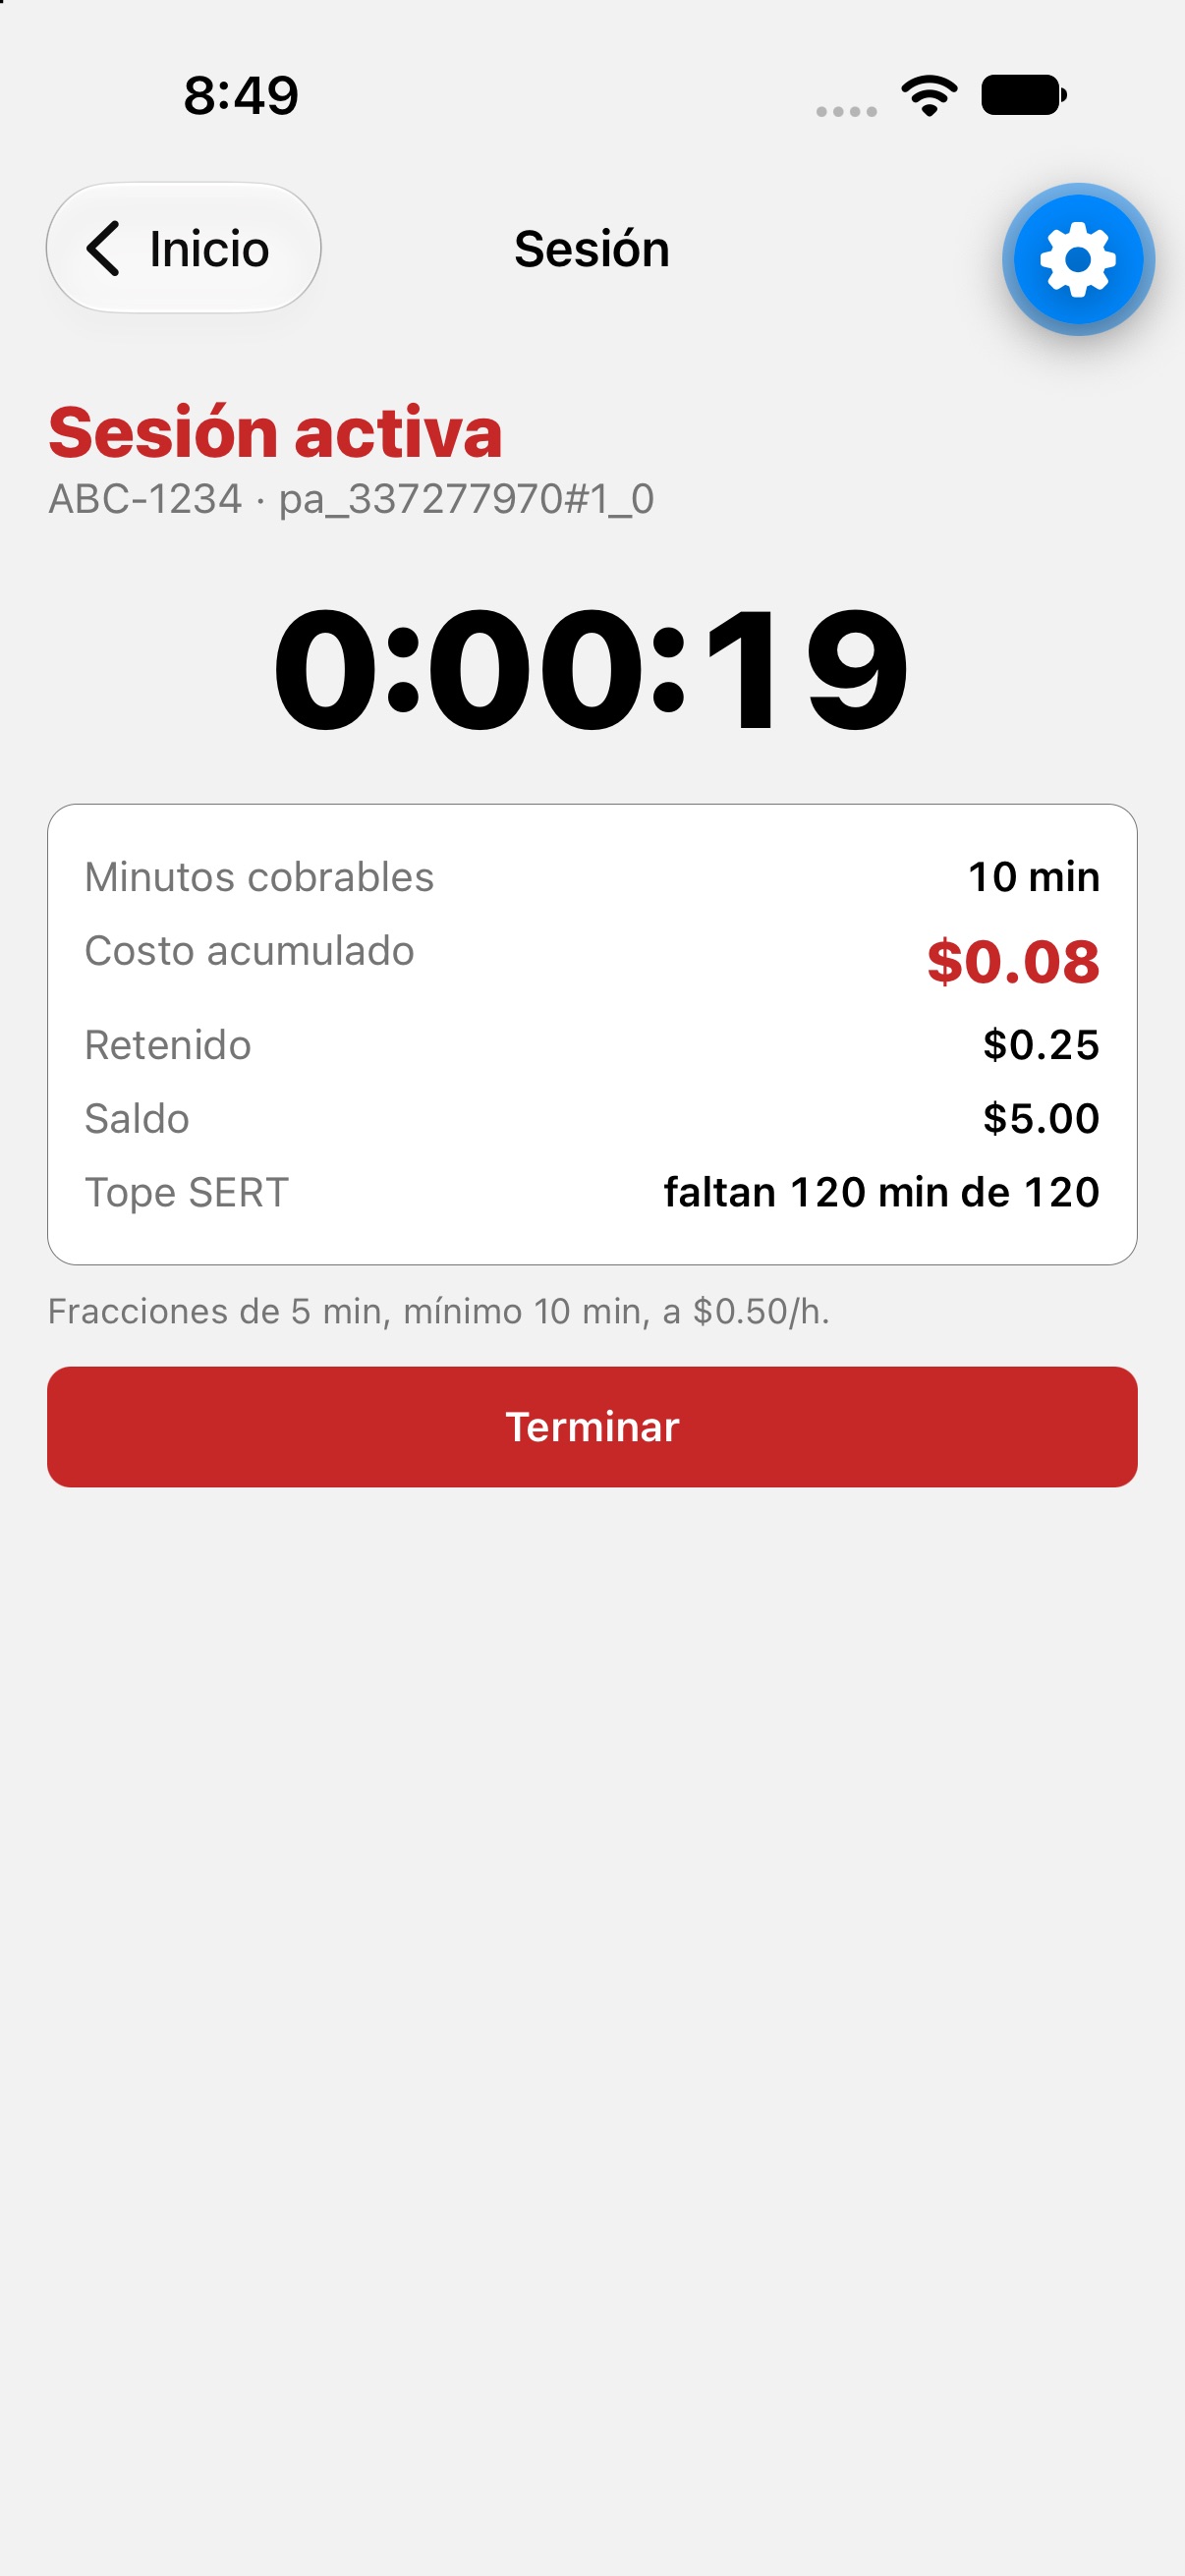 8:49
Inicio
Sesión
Sesión activa
ABC-1234 · pa_337277970#1_0
0:00:19
Minutos cobrables 10 min
Costo acumulado $0.08
Retenido $0.25
Saldo $5.00
Tope SERT faltan 120 min de 120
Fracciones de 5 min, mínimo 10 min, a $0.50/h.
Terminar